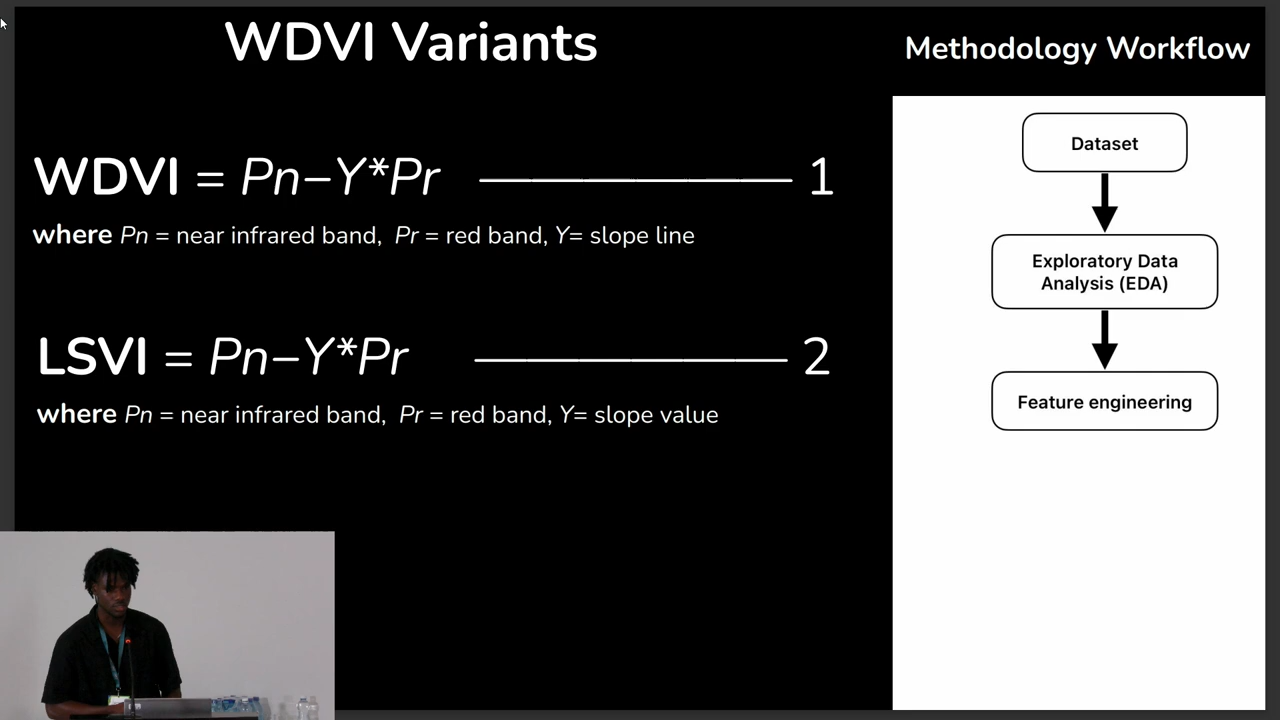 WDVI Variants
WDVI = Pn–Y*Pr ——————— 1
where Pn = near infrared band, Pr = red band, Y= slope line
LSVI = Pn–Y*Pr ——————— 2
where Pn = near infrared band, Pr = red band, Y= slope value
Methodology Workflow
Dataset
Exploratory Data
Analysis (EDA)
Feature engineering